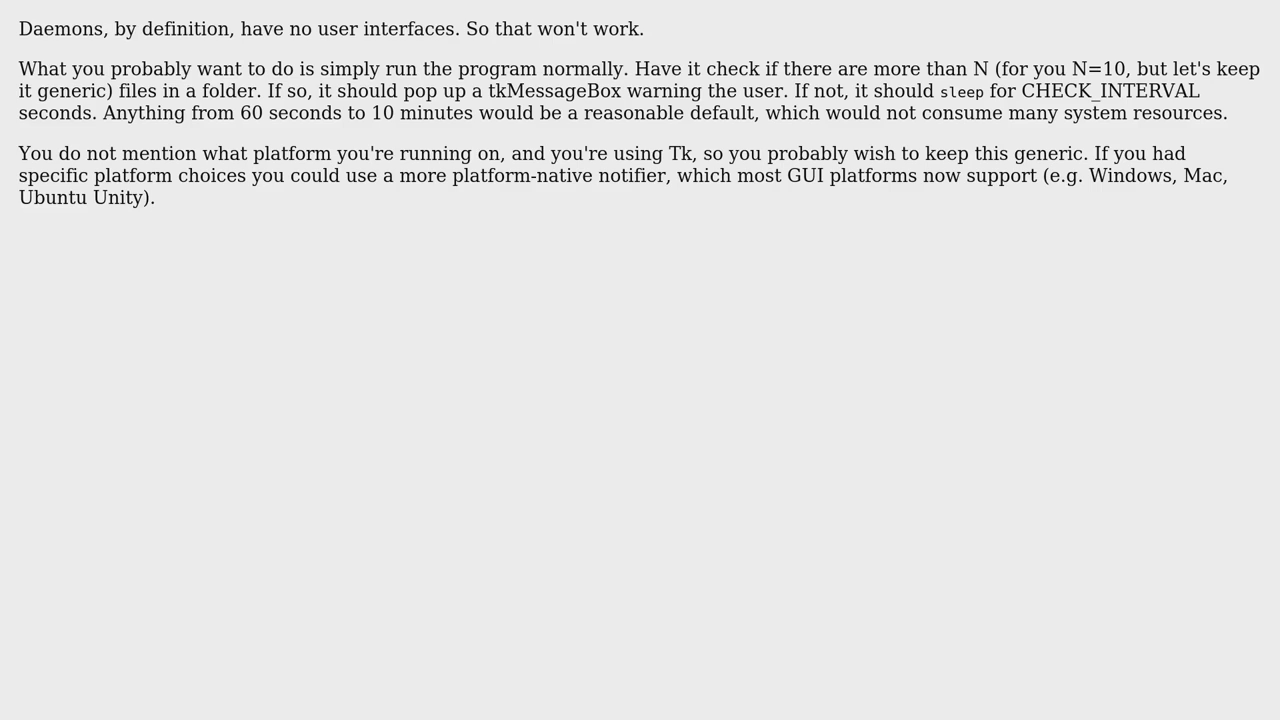 Daemons, by definition, have no user interfaces. So that won't work.
What you probably want to do is simply run the program normally. Have it check if there are more than N (for you N=10, but let's keep
it generic) files in a folder. If so, it should pop up a tkMessageBox warning the user. If not, it should sleep for CHECK_INTERVAL
seconds. Anything from 60 seconds to 10 minutes would be a reasonable default, which would not consume many system resources.
You do not mention what platform you're running on, and you're using Tk, so you probably wish to keep this generic. If you had
specific platform choices you could use a more platform-native notifier, which most GUI platforms now support (e.g. Windows, Mac,
Ubuntu Unity).